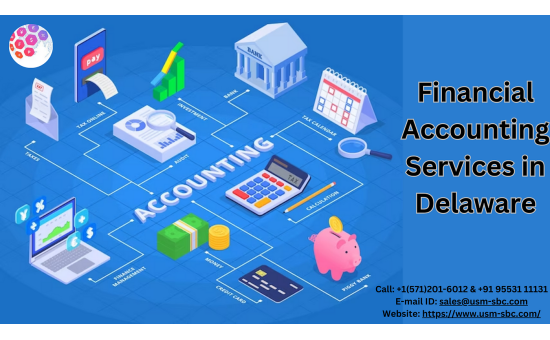 pay
BANK
TAX ONLINE
INVESTMENT
BANK
TAX CALENDAR
TAXES
AUDIT
ACCOUNTING
TAX
CALCULATION
FINANCE
MANAGEMENT
MONEY
CREDIT CARD
PIGGY BANK
Financial
Accounting
Services in
Delaware
Call: +1(571)201-6012 & +91 95531 11131
E-mail ID: sales@usm-sbc.com
Website: https://www.usm-sbc.com/